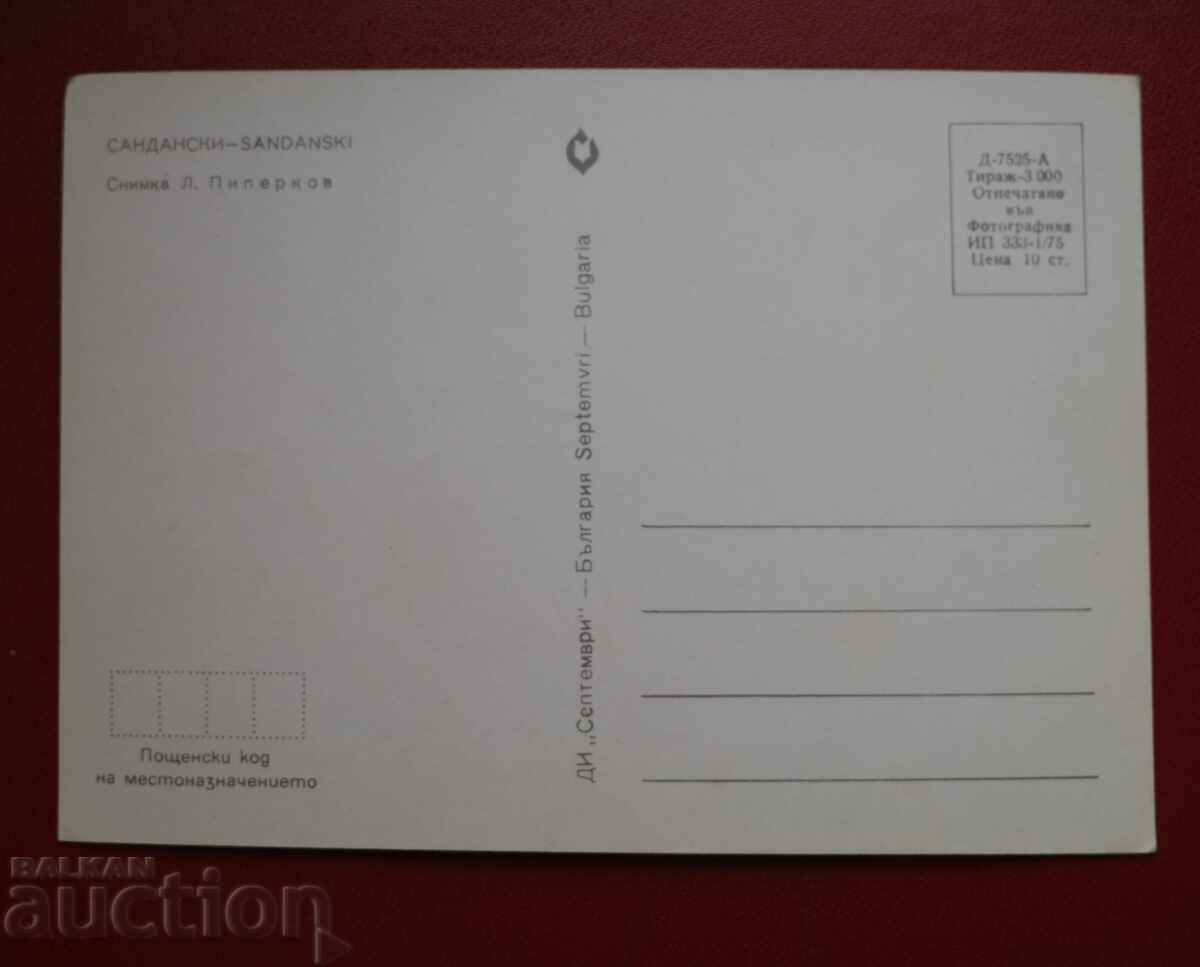 САНДАНСКИ—SANDANSKI
Снимка Л. Пиперков
ДИ „Септември" — България Septemvri — Bulgaria
Д-7525-А
Тираж-3 000
Отпечатано
във
Фотографика
ИП 333-1/75
Цена 10 ст.
Пощенски код
на местоназначението
BALKAN
auction